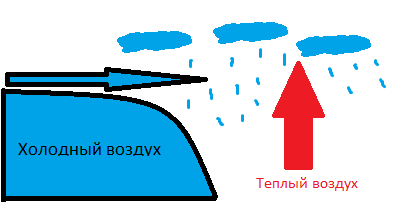 Холодный воздух
Теплый воздух